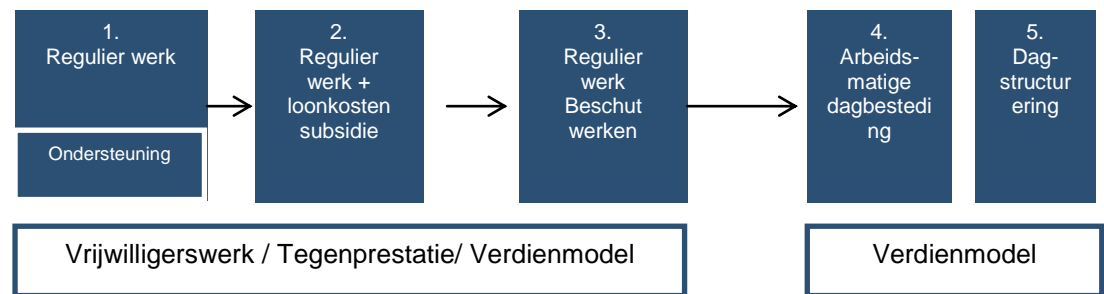 1.
Regulier werk
Ondersteuning
2.
Regulier
werk +
loonkosten
subsidie
3.
Regulier
werk
Beschut
werken
4.
Arbeids-
matige
dagbestedi
ng
5.
Dag-
structur
ering
Vrijwilligerswerk / Tegenprestatie/ Verdienmodel
Verdienmodel